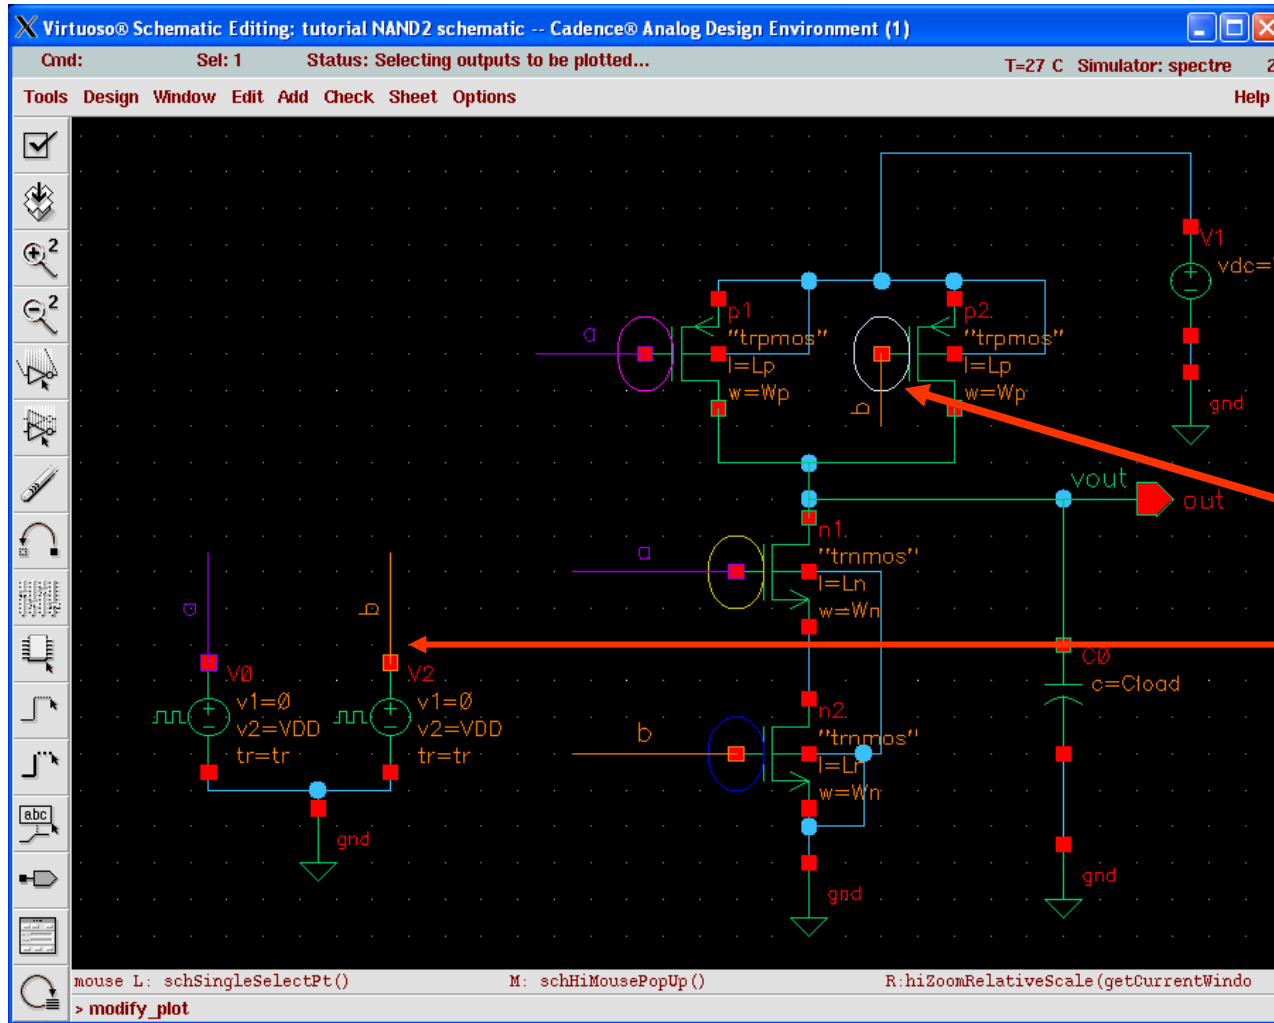 Virtuoso® Schematic Editing: tutorial NAND2 schematic -- Cadence® Analog Design Environment (1)
Cmd: Sel: 1 Status: Selecting outputs to be plotted... T=27 C Simulator: spectre 2
Tools Design Window Edit Add Check Sheet Options Help
2
2
abc
V1
vdc=
gnd
p1
"trpmos"
l=Lp
w=Wp
a
p2
"trpmos"
l=Lp
w=Wp
b
vout
out
n1
"trnmos"
l=Ln
w=Wn
a
a
b
V0
v1=0
v2=VDD
tr=tr
V2
v1=0
v2=VDD
tr=tr
gnd
b
n2
"trnmos"
l=Ln
w=Wn
gnd
C0
c=Cload
gnd
mouse L: schSingleSelectPt() M: schHiMousePopUp() R:hiZoomRelativeScale(getCurrentWindo
> modify_plot